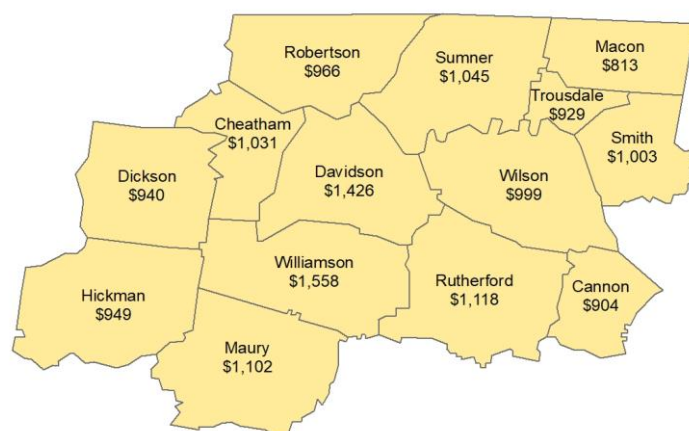 Robertson
$966
Sumner
$1,045
Macon
$813
Trousdale
$929
Cheatham
$1,031
Smith
$1,003
Dickson
$940
Davidson
$1,426
Wilson
$999
Williamson
$1,558
Rutherford
$1,118
Hickman
$949
Cannon
$904
Maury
$1,102